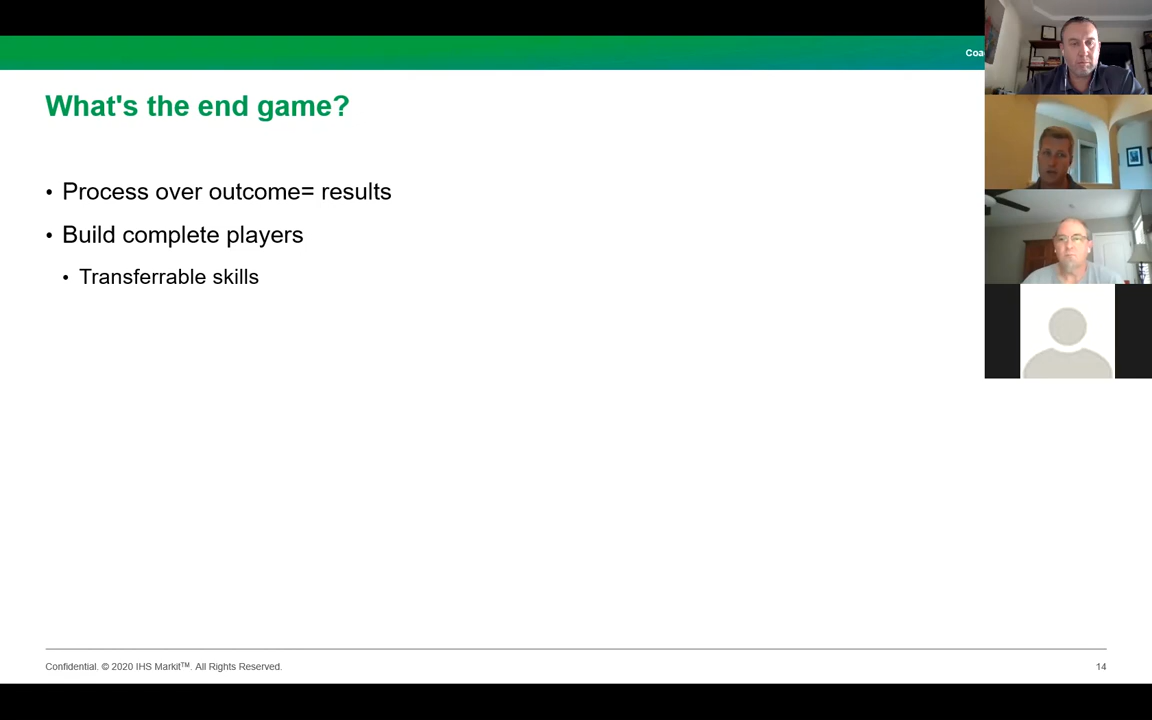 Coa
What's the end game?
• Process over outcome= results
• Build complete players
• Transferrable skills
Confidential. © 2020 IHS Markit™. All Rights Reserved.
14